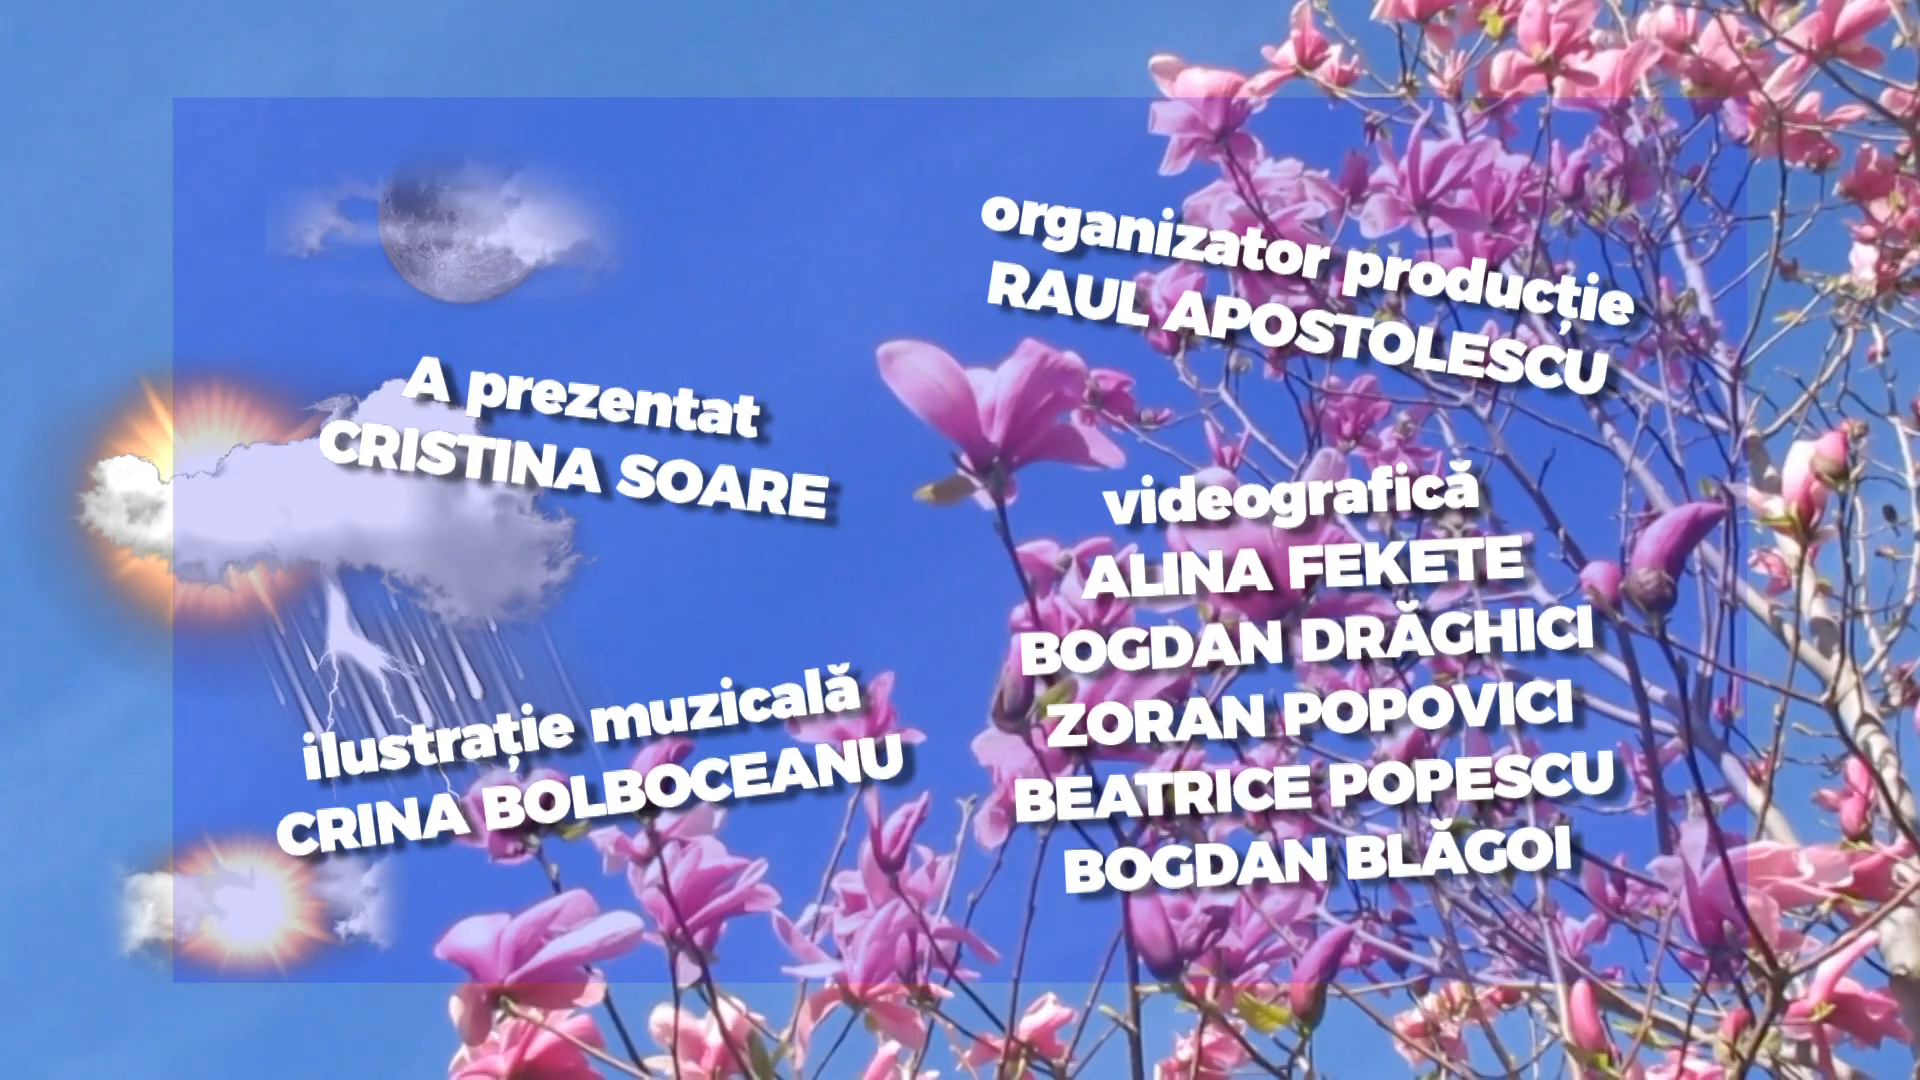 A prezentat
CRISTINA SOARE
ilustrație muzicală
CRINA BOLBOCEANU
organizator producție
RAUL APOSTOLESCU
videografică
ALINA FEKETE
BOGDAN DRĂGHICI
ZORAN POPOVICI
BEATRICE POPESCU
BOGDAN BLĂGOI